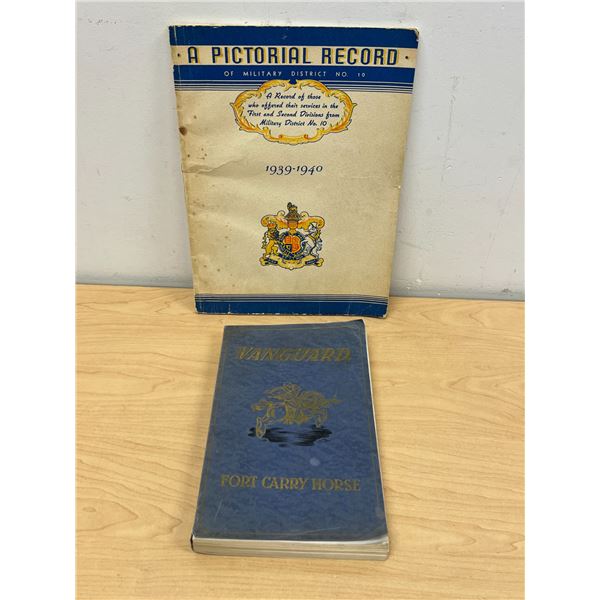 A PICTORIAL RECORD
OF MILITARY DISTRICT NO. 10
A Record of those
who offered their services in the
First and Second Divisions from
Military District No. 10
1939-1940
VANGUARD
FORT CARRY HORSE